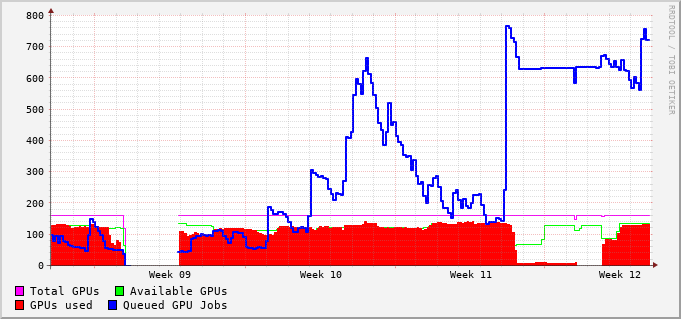 800
700
600
500
400
300
200
100
0
Week 09 Week 10 Week 11 Week 12
Total GPUs Available GPUs
GPUs used Queued GPU Jobs
RRDTOOL / TOBI OETIKER